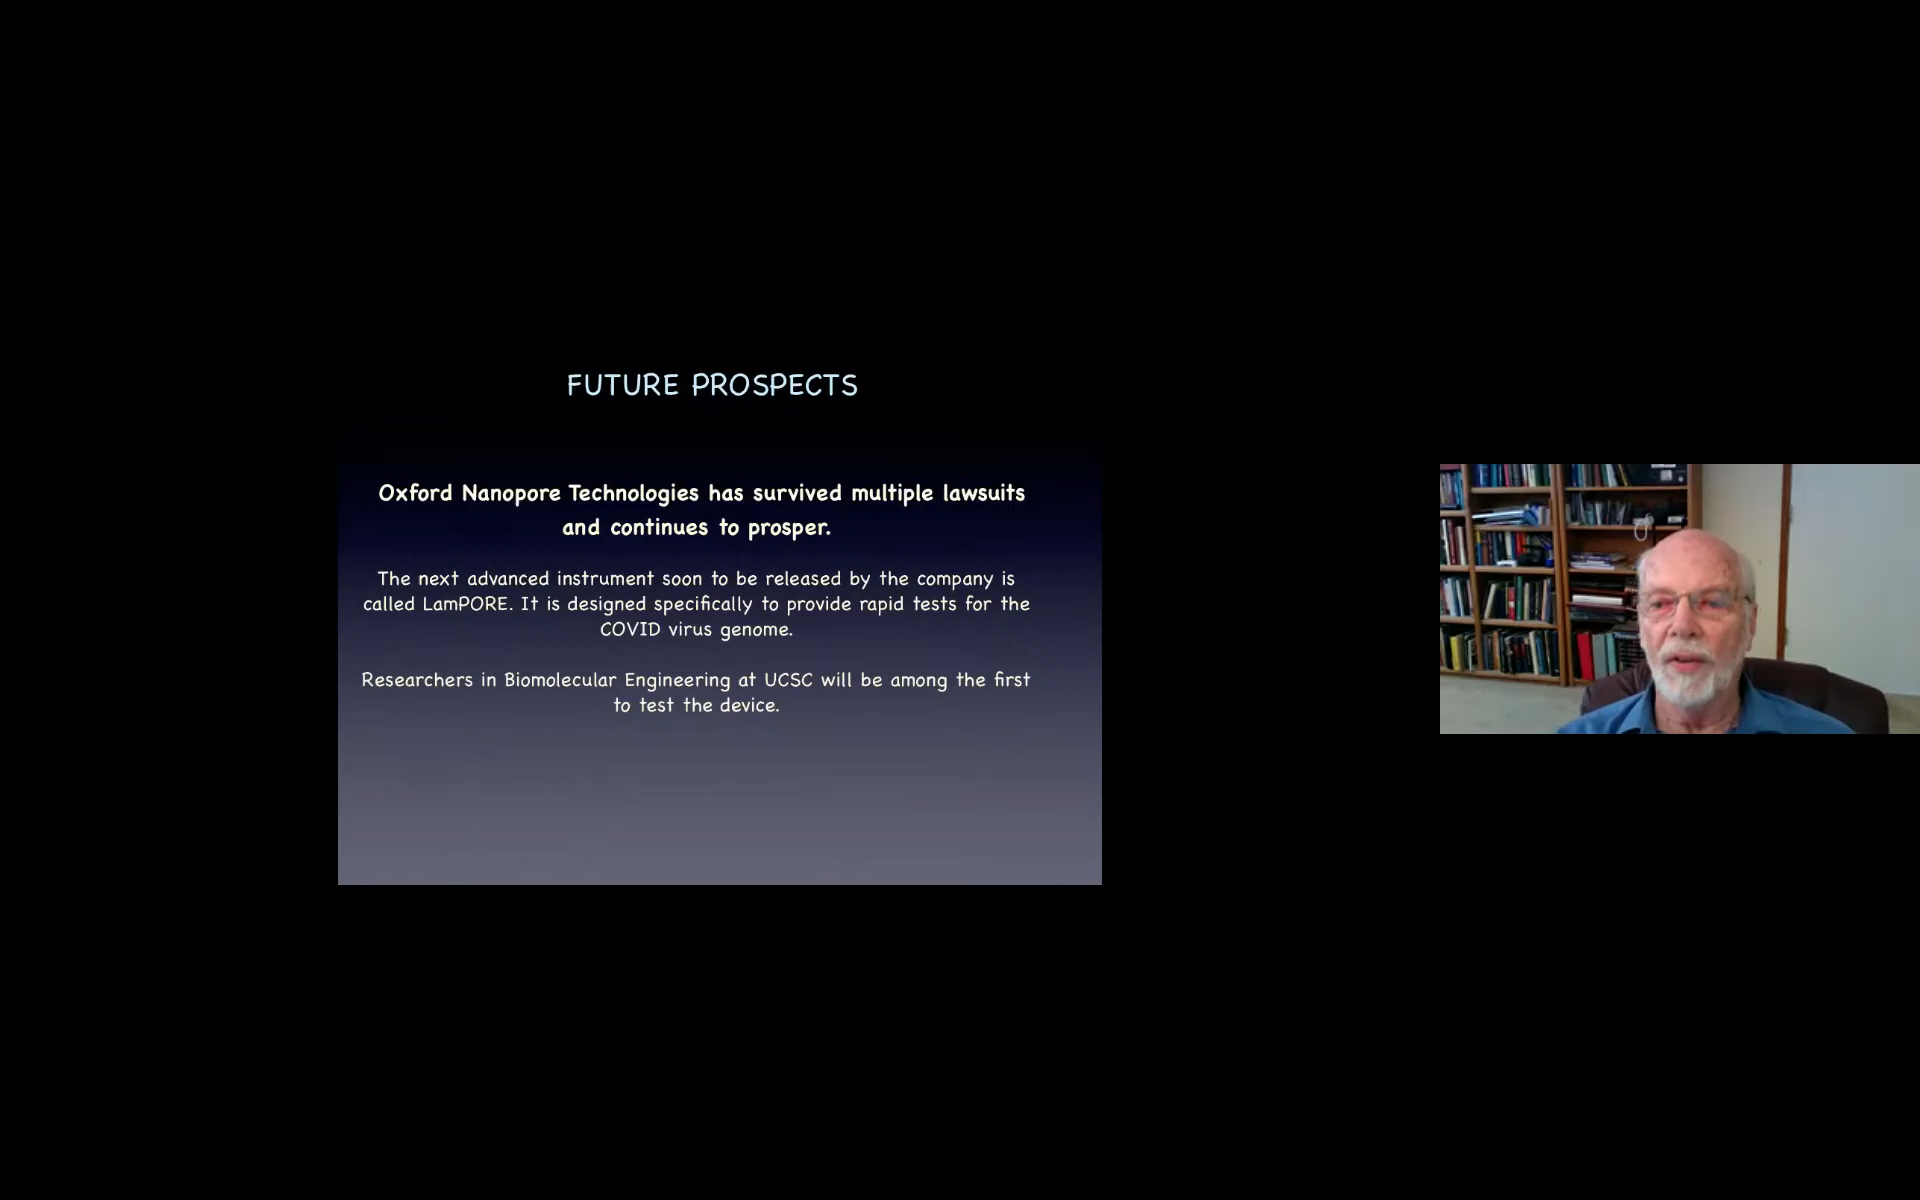 FUTURE PROSPECTS
Oxford Nanopore Technologies has survived multiple lawsuits
and continues to prosper.
The next advanced instrument soon to be released by the company is
called LamPORE. It is designed specifically to provide rapid tests for the
COVID virus genome.
Researchers in Biomolecular Engineering at UCSC will be among the first
to test the device.